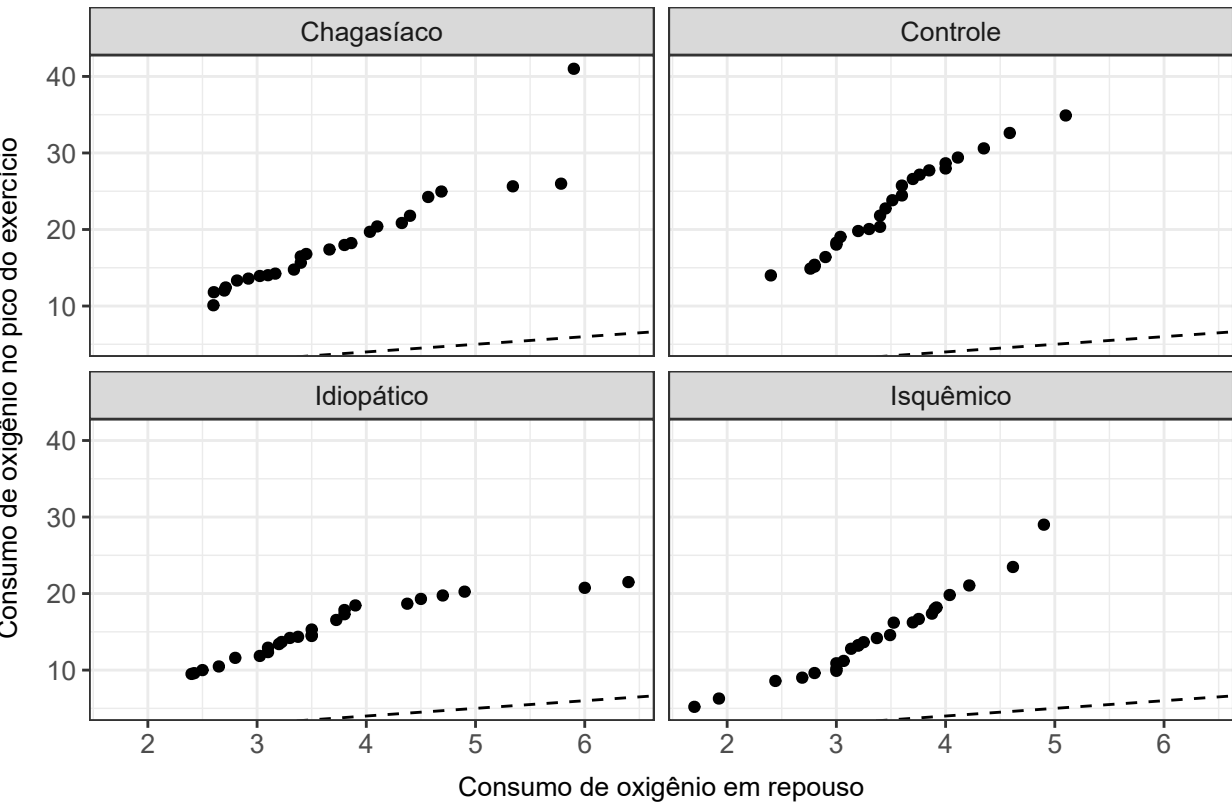 Chagasíaco
Controle
40
30
20
10
Idiopático
Isquêmico
40
30
20
10
2 3 4 5 6
2 3 4 5 6
Consumo de oxigênio em repouso
Consumo de oxigênio no pico do exercício